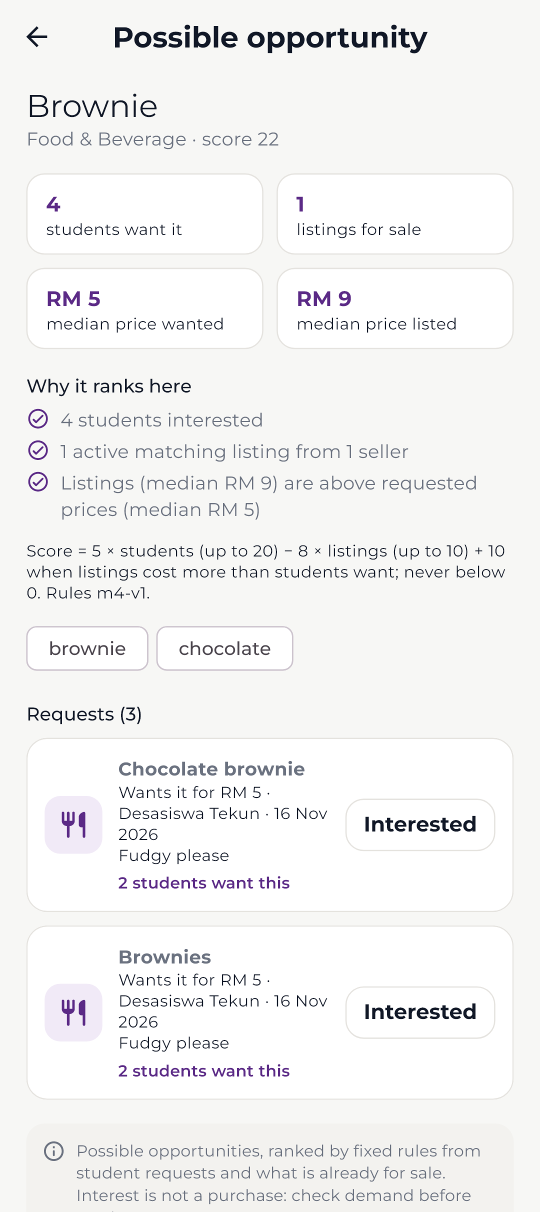 Possible opportunity
Brownie
Food & Beverage · score 22
4
students want it
1
listings for sale
RM 5
median price wanted
RM 9
median price listed
Why it ranks here
4 students interested
1 active matching listing from 1 seller
Listings (median RM 9) are above requested
prices (median RM 5)
Score = 5 × students (up to 20) − 8 × listings (up to 10) + 10
when listings cost more than students want; never below
0. Rules m4-v1.
brownie
chocolate
Requests (3)
Chocolate brownie
Wants it for RM 5 ·
Desasiswa Tekun · 16 Nov
2026
Fudgy please
2 students want this
Interested
Brownies
Wants it for RM 5 ·
Desasiswa Tekun · 16 Nov
2026
Fudgy please
2 students want this
Interested
Possible opportunities, ranked by fixed rules from
student requests and what is already for sale.
Interest is not a purchase: check demand before